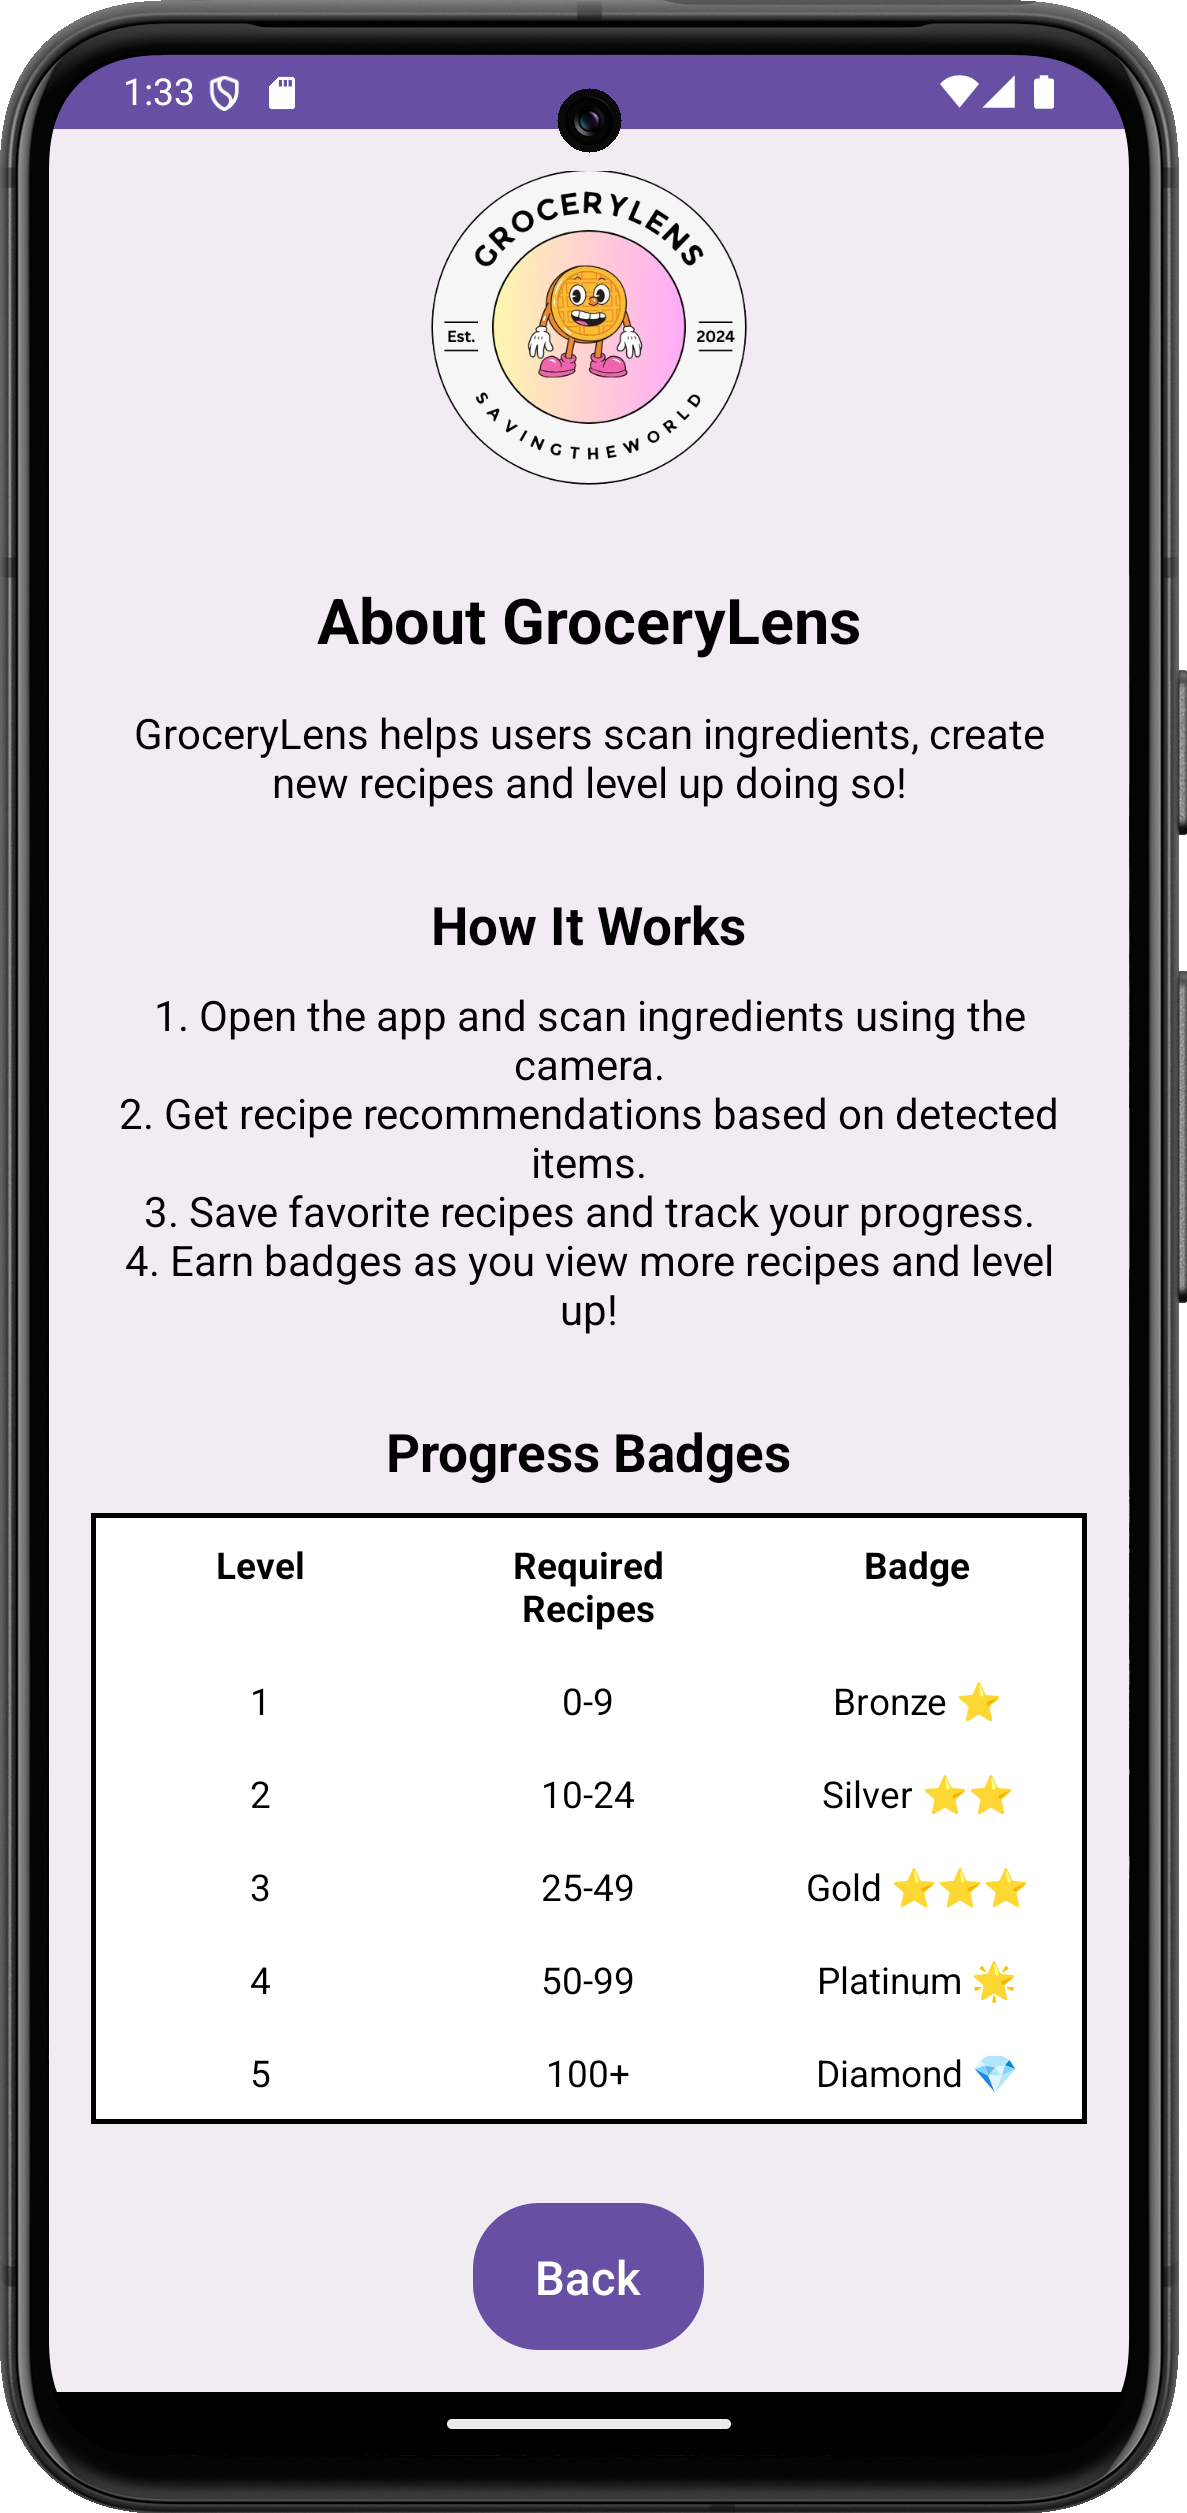 1:33
GROCERYLENS
Est.
2024
SAVINGTHEWORLD
About GroceryLens
GroceryLens helps users scan ingredients, create
new recipes and level up doing so!
How It Works
1. Open the app and scan ingredients using the
camera.
2. Get recipe recommendations based on detected
items.
3. Save favorite recipes and track your progress.
4. Earn badges as you view more recipes and level
up!
Progress Badges
Level Required Badge
Recipes
1 0-9 Bronze ⭐
2 10-24 Silver ⭐⭐
3 25-49 Gold ⭐⭐⭐
4 50-99 Platinum 🌟
5 100+ Diamond 💎
Back